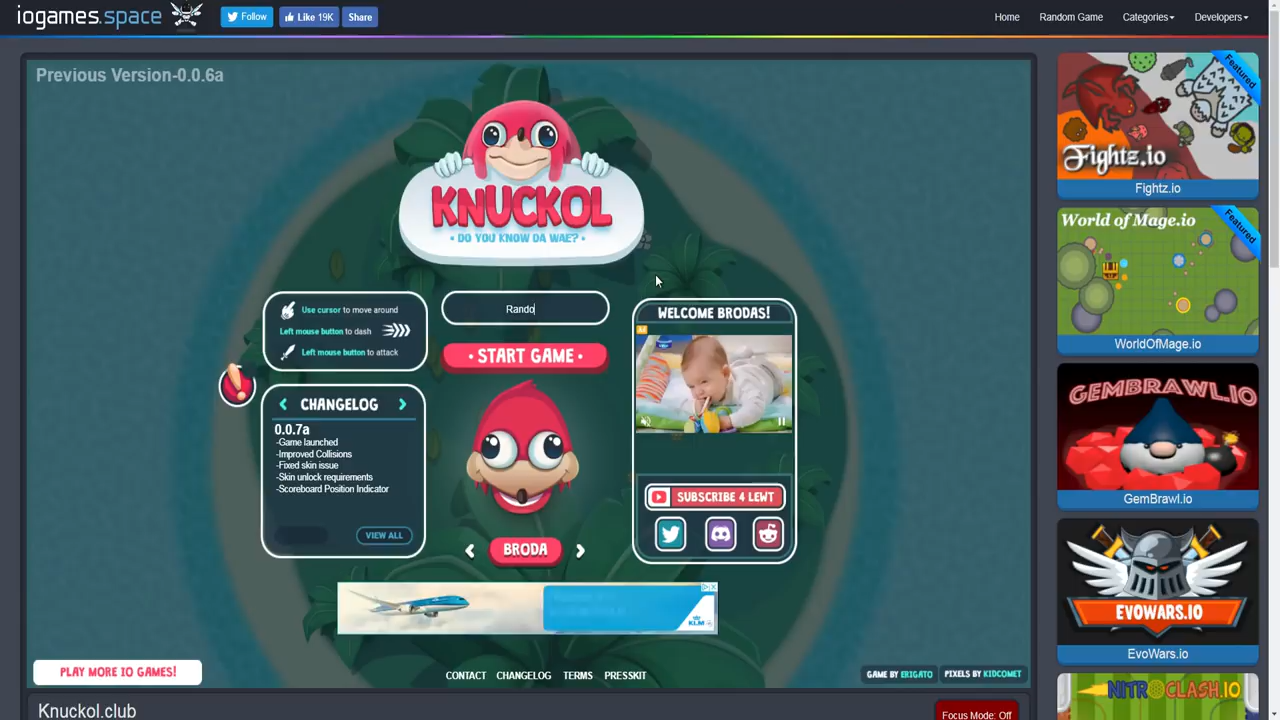 iogames.space
Follow
Like 19K
Share
Home
Random Game
Categories
Developers
Previous Version-0.0.6a
KNUCKOL
• DO YOU KNOW DA WAE? •
Use cursor to move around
Left mouse button to dash
Left mouse button to attack
Rando
• START GAME •
CHANGELOG
0.0.7a
-Game launched
-Improved Collisions
-Fixed skin issue
-Skin unlock requirements
-Scoreboard Position Indicator
VIEW ALL
BRODA
WELCOME BRODAS!
SUBSCRIBE 4 LEWT
KLM
PLAY MORE IO GAMES!
CONTACT
CHANGELOG
TERMS
PRESSKIT
GAME BY ERIGATO
PIXELS BY KIDCOMET
Knuckol.club
Focus Mode: Off
Featured
Fightz.io
Fightz.io
World of Mage.io
Featured
WorldOfMage.io
GEMBRAWL.IO
GemBrawl.io
EVOWARS.IO
EvoWars.io
NITROCLASH.IO